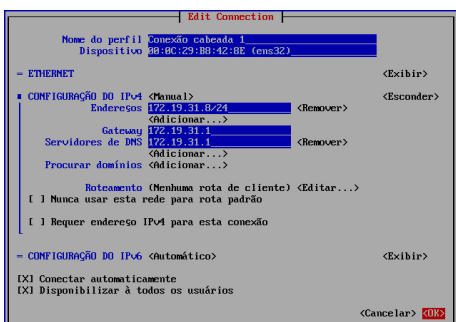 Edit Connection
Nome do perfil Conexão cabeada 1
Dispositivo 00:0C:29:B8:42:8E (ens32)
= ETHERNET <Exibir>
CONFIGURAÇÃO DO IPv4 <Manual> <Esconder>
Endereços 172.19.31.8/24 <Remover>
<Adicionar...>
Gateway 172.19.31.1
Servidores de DNS 172.19.31.1 <Remover>
<Adicionar...>
Procurar domínios <Adicionar...>
Roteamento (Nenhuma rota de cliente) <Editar...>
[ ] Nunca usar esta rede para rota padrão
[ ] Requer endereço IPv4 para esta conexão
= CONFIGURAÇÃO DO IPv6 <Automático> <Exibir>
[X] Conectar automaticamente
[X] Disponibilizar à todos os usuários
<Cancelar> <OK>